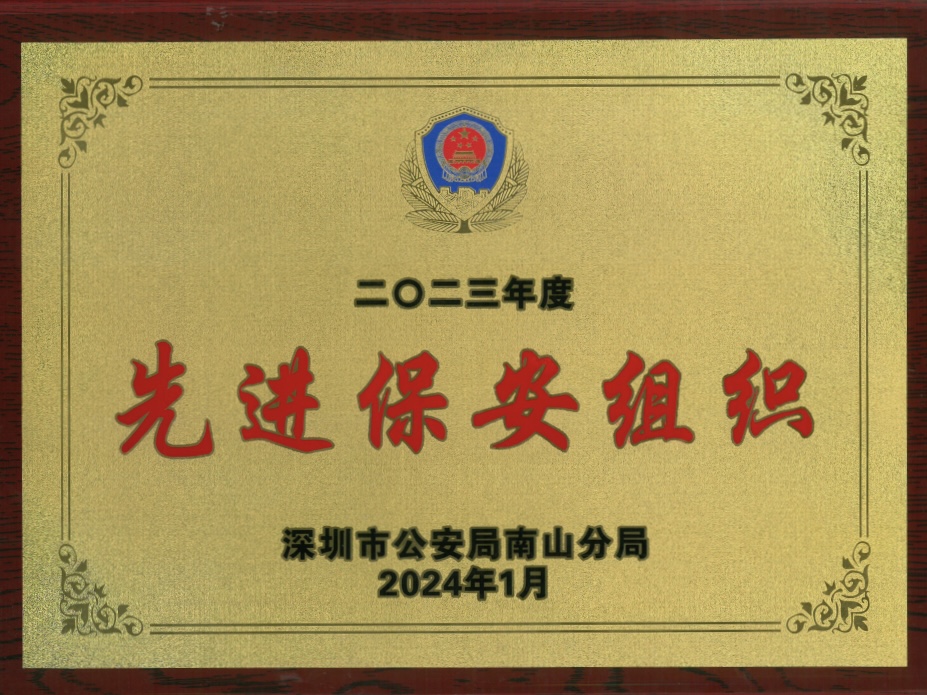 二〇二三年度
先进保安组织
深圳市公安局南山分局
2024年1月